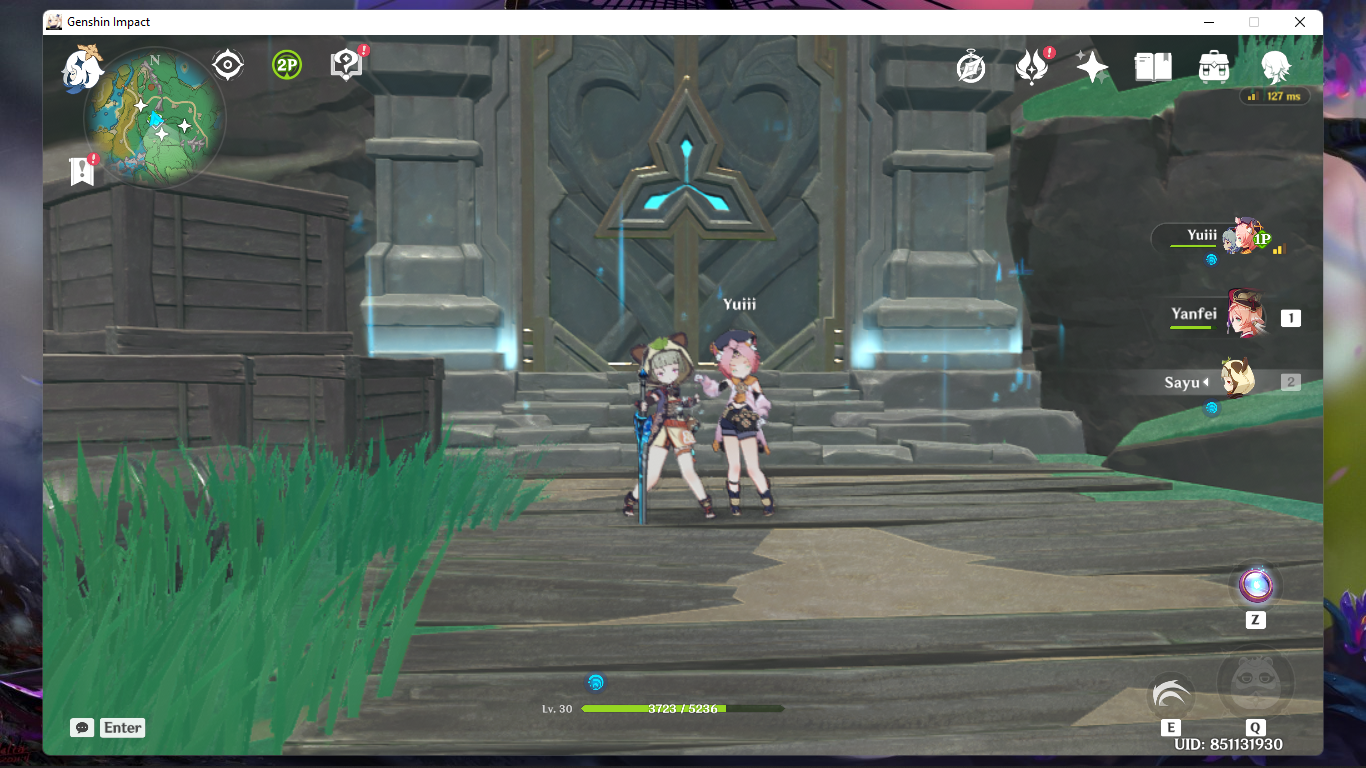 Genshin Impact
N
2P
127 ms
Yuiii
1P
Yuiii
Yanfei
1
Sayu
2
Z
Lv. 30
3723 / 5236
Enter
E
Q
UID: 851131930